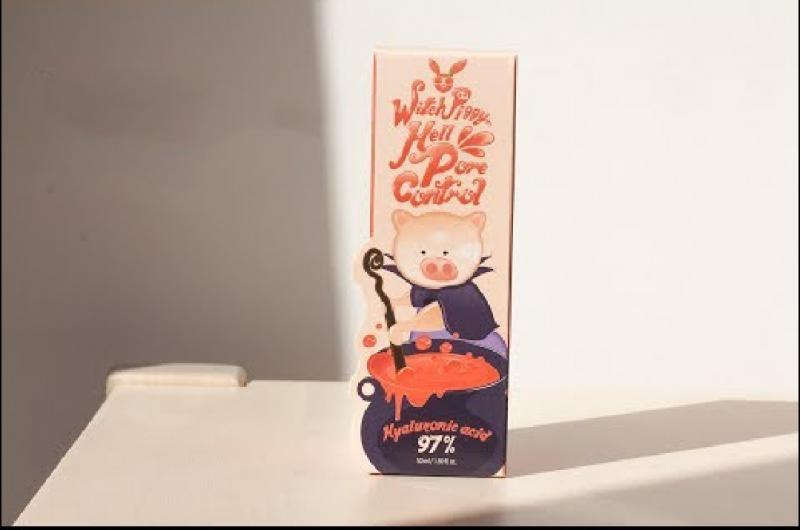 Witch Piggy
Hell
Pore
Control
Hyaluronic acid
97%